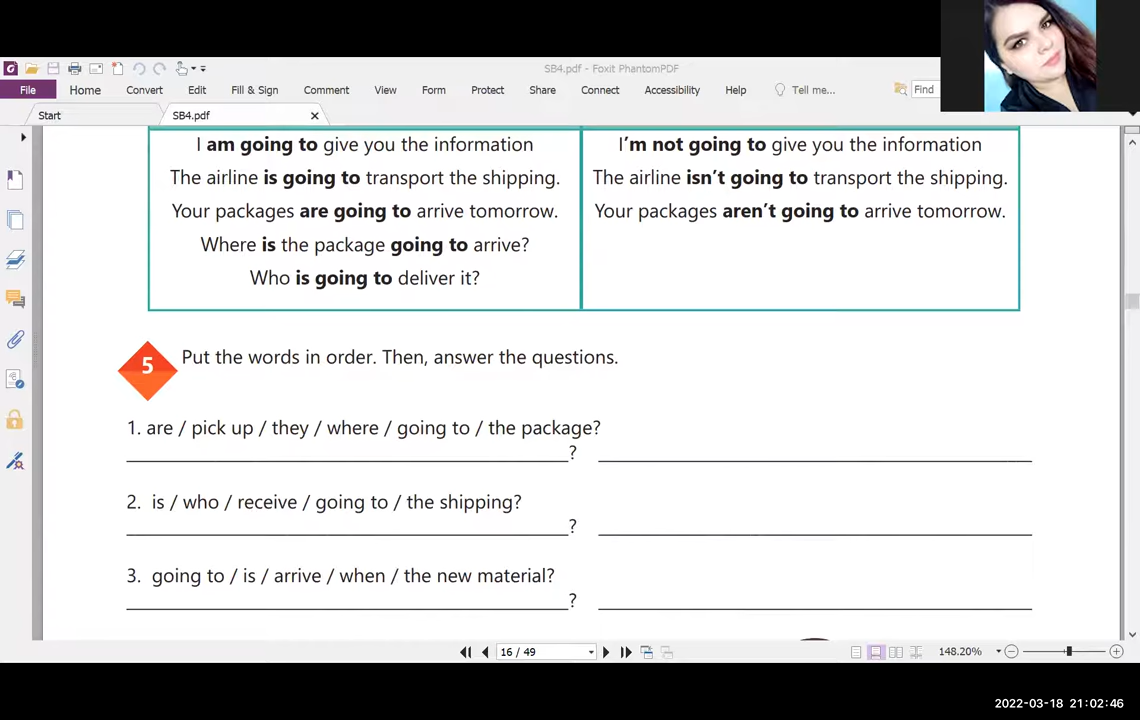 SB4.pdf - Foxit PhantomPDF
File Home Convert Edit Fill & Sign Comment View Form Protect Share Connect Accessibility Help Tell me... Find
Start SB4.pdf
I am going to give you the information
The airline is going to transport the shipping.
Your packages are going to arrive tomorrow.
Where is the package going to arrive?
Who is going to deliver it?
I'm not going to give you the information
The airline isn't going to transport the shipping.
Your packages aren't going to arrive tomorrow.
5 Put the words in order. Then, answer the questions.
1. are / pick up / they / where / going to / the package?
?
2. is / who / receive / going to / the shipping?
?
3. going to / is / arrive / when / the new material?
?
16 / 49 148.20%
2022-03-18 21:02:46